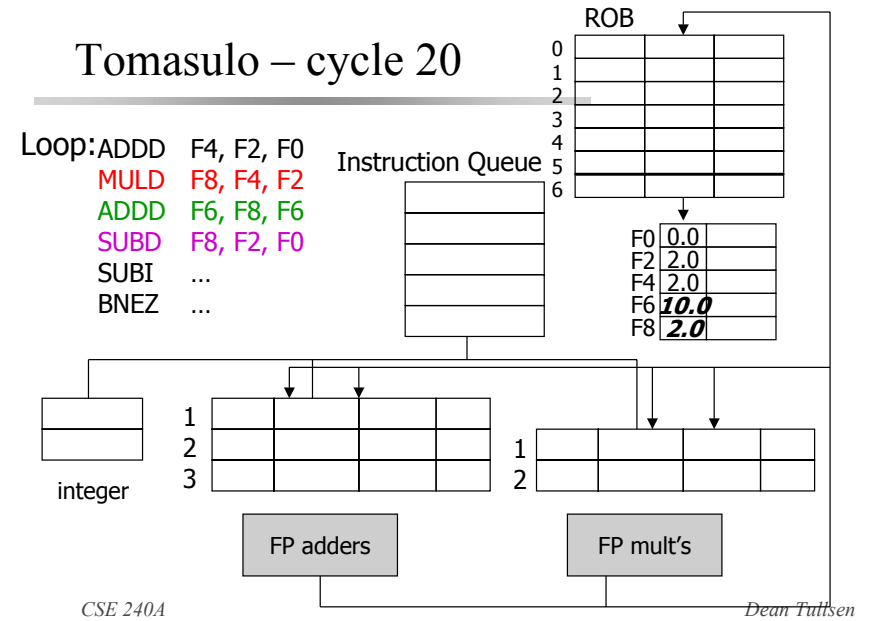 ROB
Tomasulo – cycle 20
0
1
2
3
4
5
6
Loop: ADDD F4, F2, F0
MULD F8, F4, F2
ADDD F6, F8, F6
SUBD F8, F2, F0
SUBI ...
BNEZ ...
Instruction Queue
F0 0.0
F2 2.0
F4 2.0
F6 10.0
F8 2.0
1
2
3
1
2
integer
FP adders
FP mult's
CSE 240A
Dean Tullsen